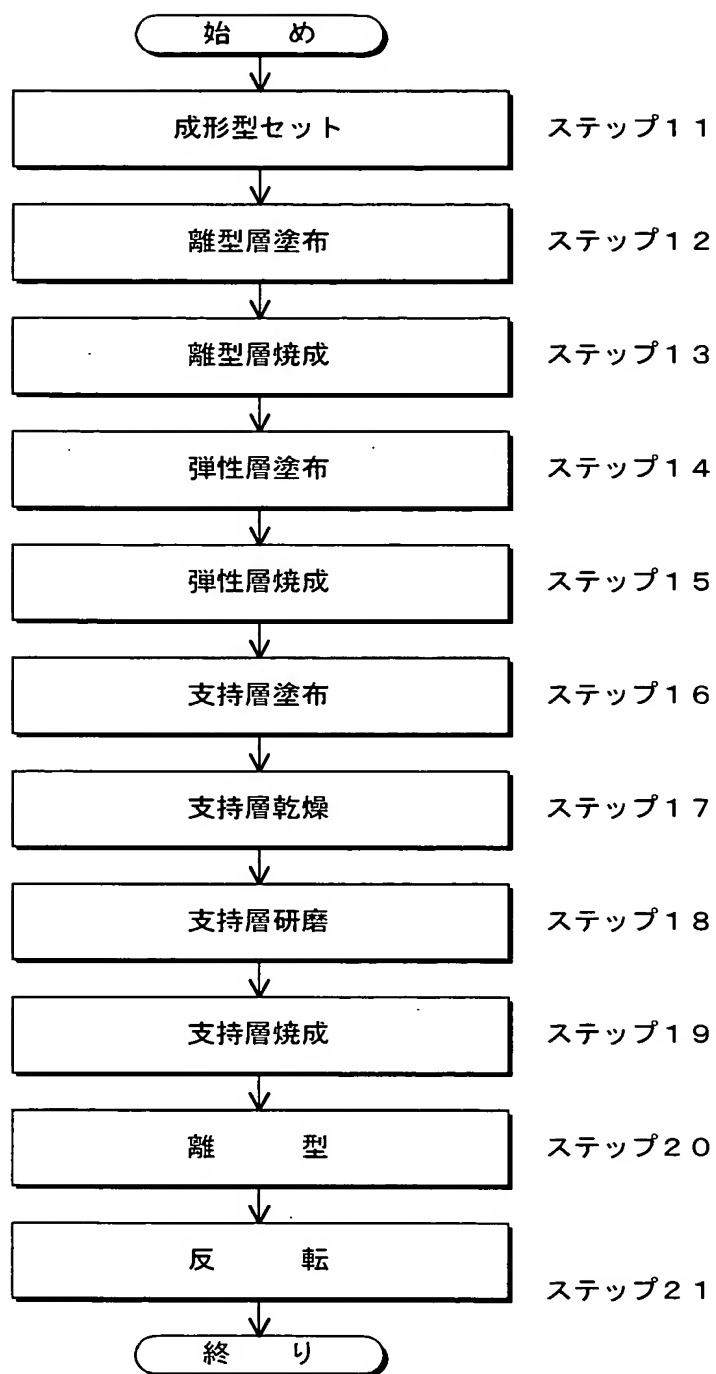 始　め
成形型セット　ステップ１１
離型層塗布　ステップ１２
離型層焼成　ステップ１３
弾性層塗布　ステップ１４
弾性層焼成　ステップ１５
支持層塗布　ステップ１６
支持層乾燥　ステップ１７
支持層研磨　ステップ１８
支持層焼成　ステップ１９
離　型　ステップ２０
反　転　ステップ２１
終　り